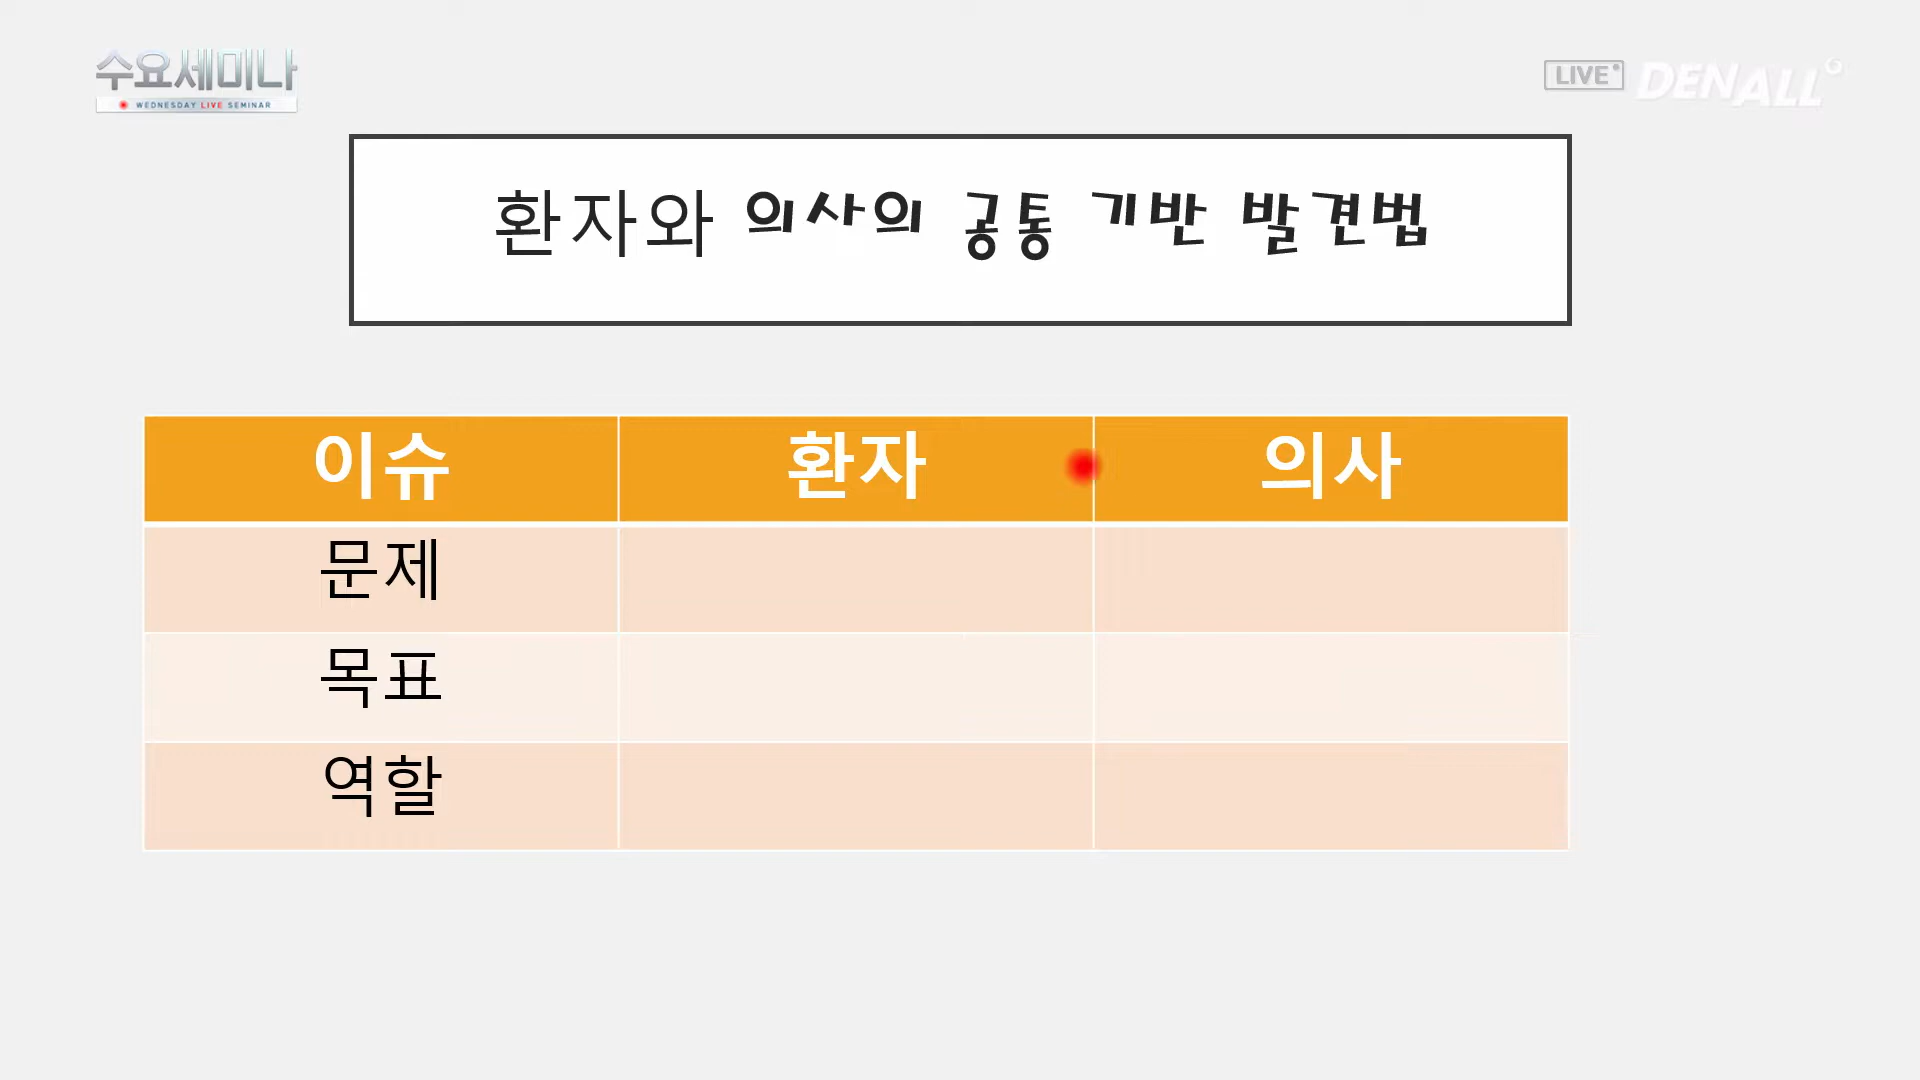 수요세미나
WEDNESDAY LIVE SEMINAR
LIVE DENALL
환자와 의사의 공통 기반 발견법
이슈 환자 의사
문제
목표
역할